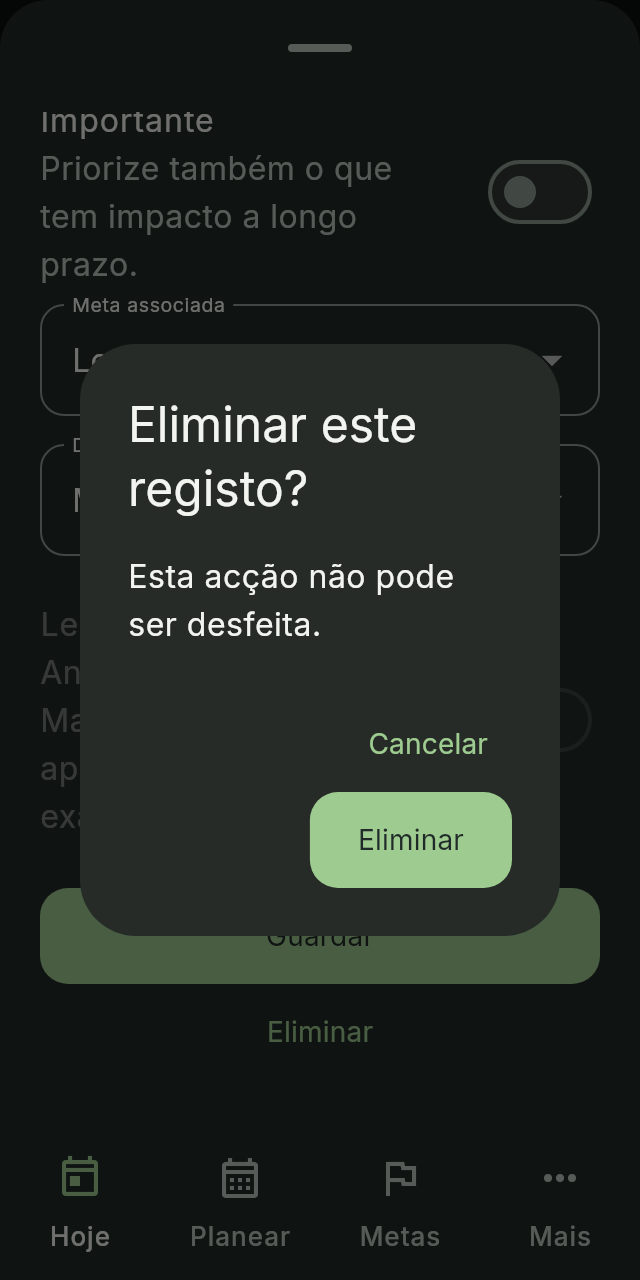 Importante
Priorize também o que
tem impacto a longo
prazo.
Meta associada
Eliminar este
registo?
Esta acção não pode
ser desfeita.
Cancelar
Eliminar
Guardar
Eliminar
Hoje
Planear
Metas
Mais